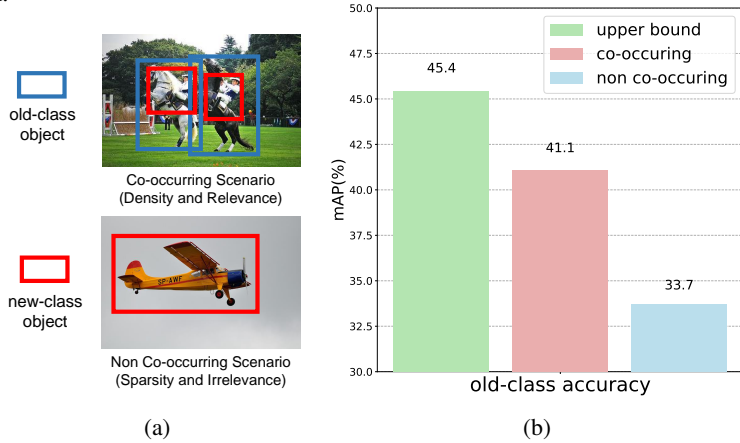 old-class
object
Co-occurring Scenario
(Density and Relevance)
SP-AWF
new-class
object
Non Co-occurring Scenario
(Sparsity and Irrelevance)
(a)
50.0
47.5
45.0
42.5
40.0
37.5
35.0
32.5
30.0
mAP(%)
upper bound
co-occuring
non co-occuring
45.4
41.1
33.7
old-class accuracy
(b)